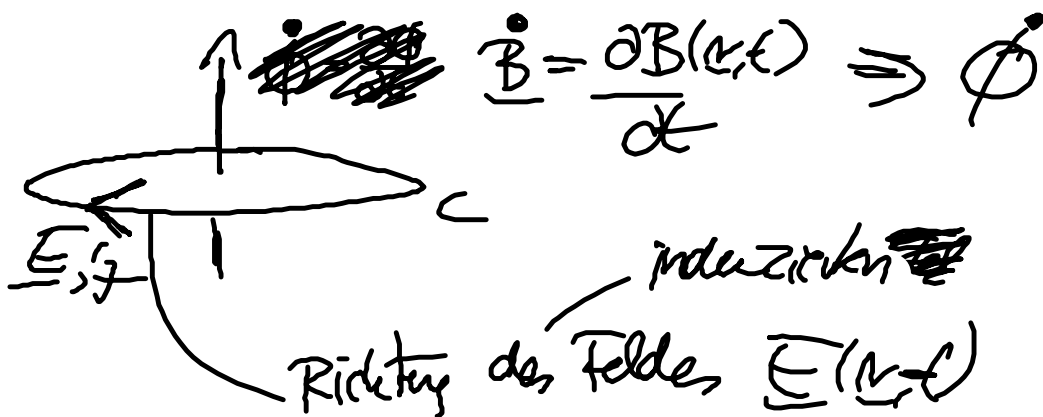 Ḃ = ∂B(r,t)/∂t ⇒ ϕ̇
C
E, j
induzierten
Richtung des Feldes E(r,t)